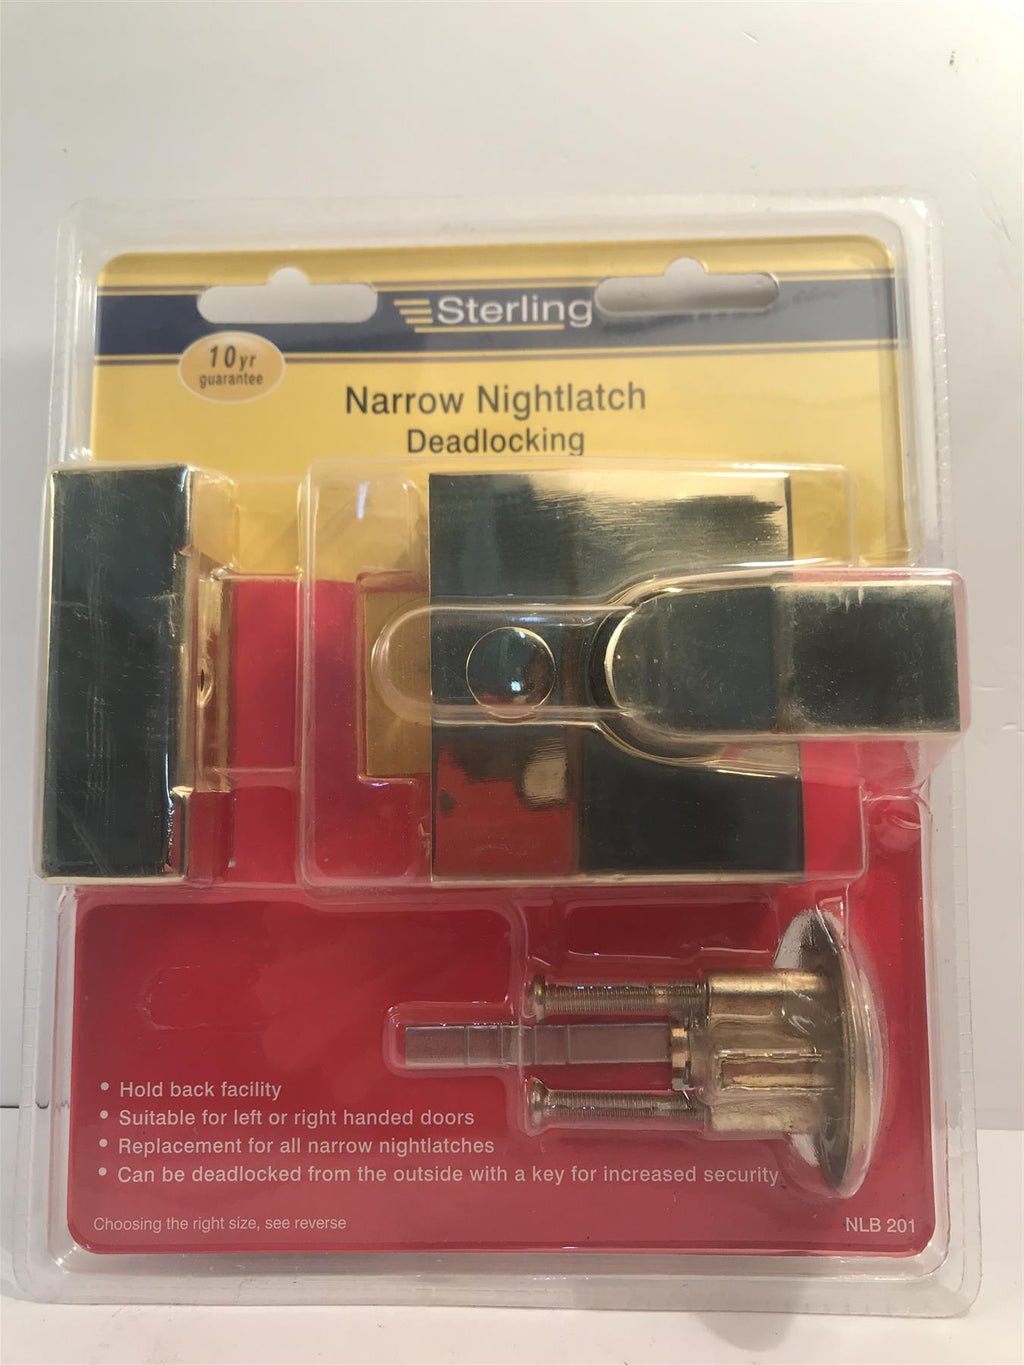 Sterling
10yr
guarantee
Narrow Nightlatch
Deadlocking
• Hold back facility
• Suitable for left or right handed doors
• Replacement for all narrow nightlatches
• Can be deadlocked from the outside with a key for increased security
Choosing the right size, see reverse
NLB 201